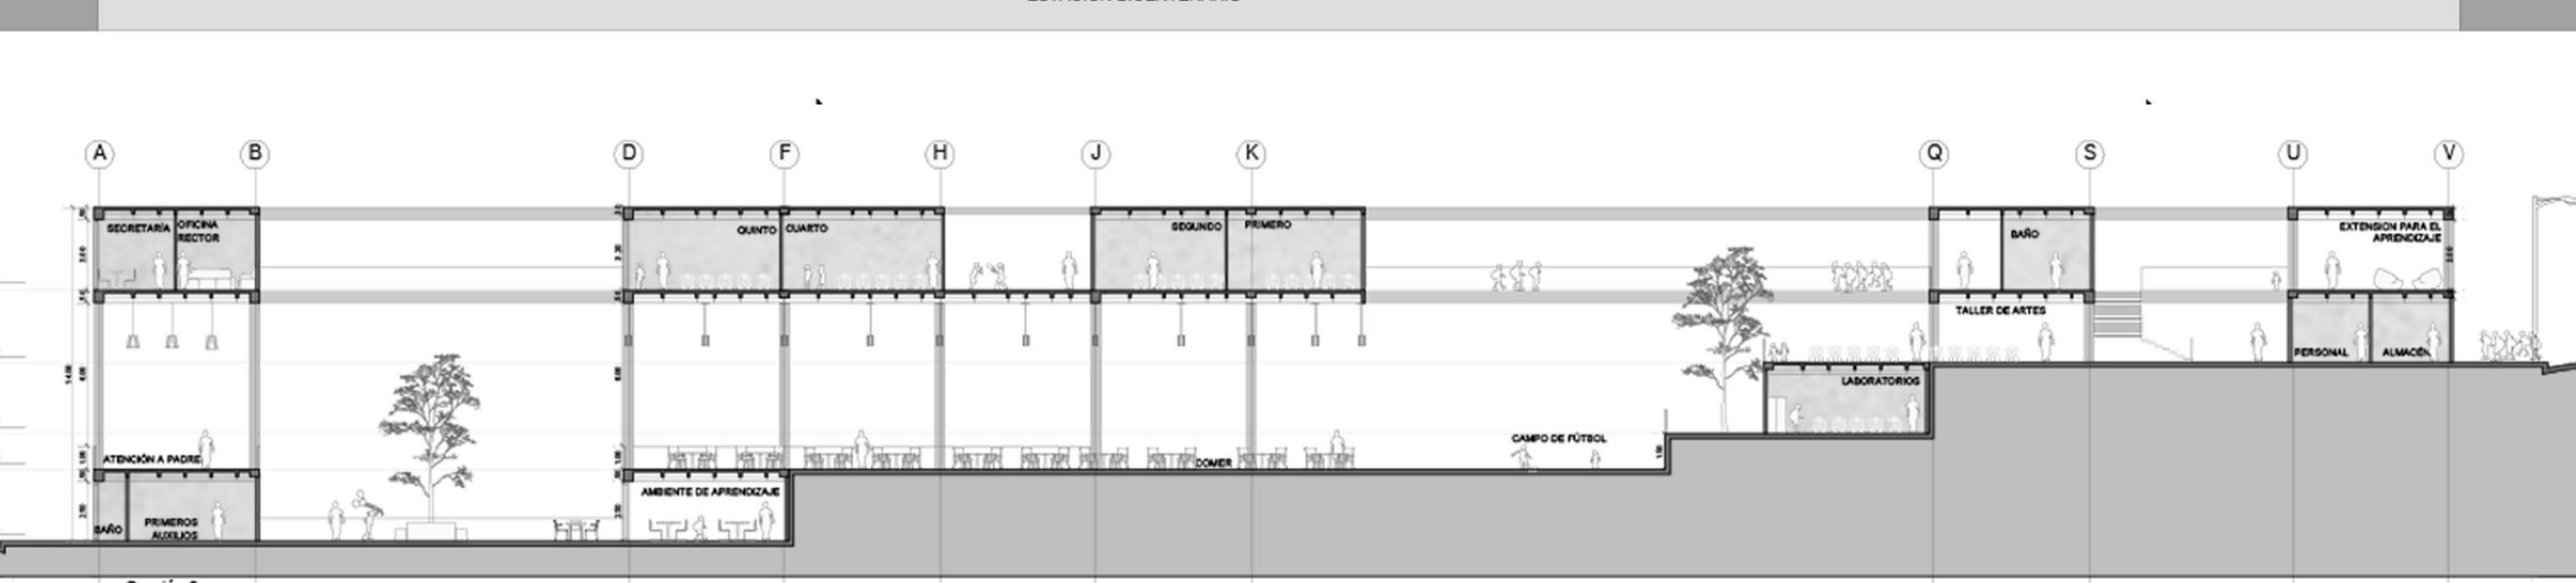 A B D F H J K Q S U V
SECRETARÍA
OFICINA
RECTOR
QUINTO
CUARTO
SEGUNDO
PRIMERO
BAÑO
EXTENSION PARA EL
APRENDIZAJE
TALLER DE ARTES
PERSONAL
ALMACÉN
LABORATORIOS
CAMPO DE FÚTBOL
ATENCIÓN A PADRE
COMER
AMBIENTE DE APRENDIZAJE
BAÑO
PRIMEROS
AUXILIOS